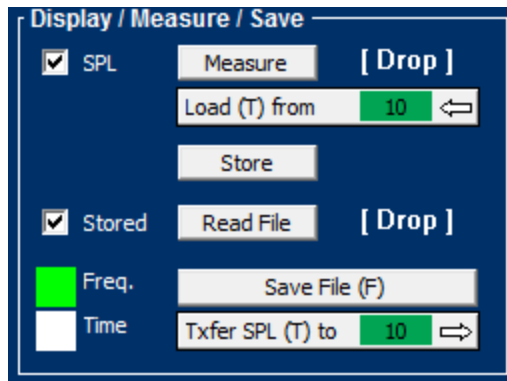 Display / Measure / Save
SPL Measure [ Drop ]
Load (T) from 10
Store
Stored Read File [ Drop ]
Freq. Save File (F)
Time Txfer SPL (T) to 10